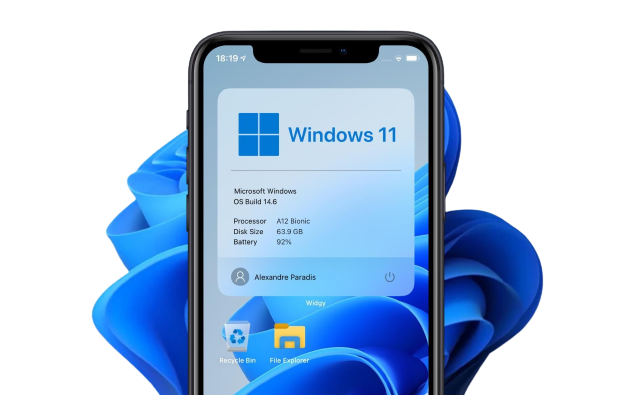 18:19
Windows 11
Microsoft Windows
OS Build 14.6
Processor A12 Bionic
Disk Size 63.9 GB
Battery 92%
Alexandre Paradis
Widgy
Recycle Bin File Explorer